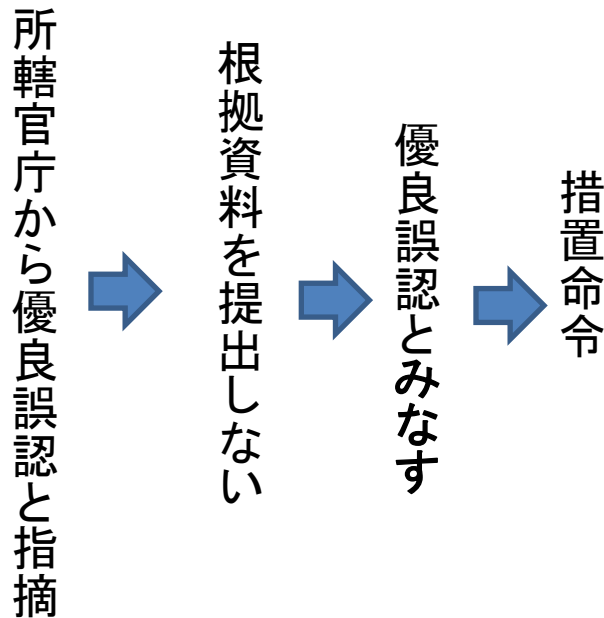 所轄官庁から優良誤認と指摘
根拠資料を提出しない
優良誤認とみなす
措置命令